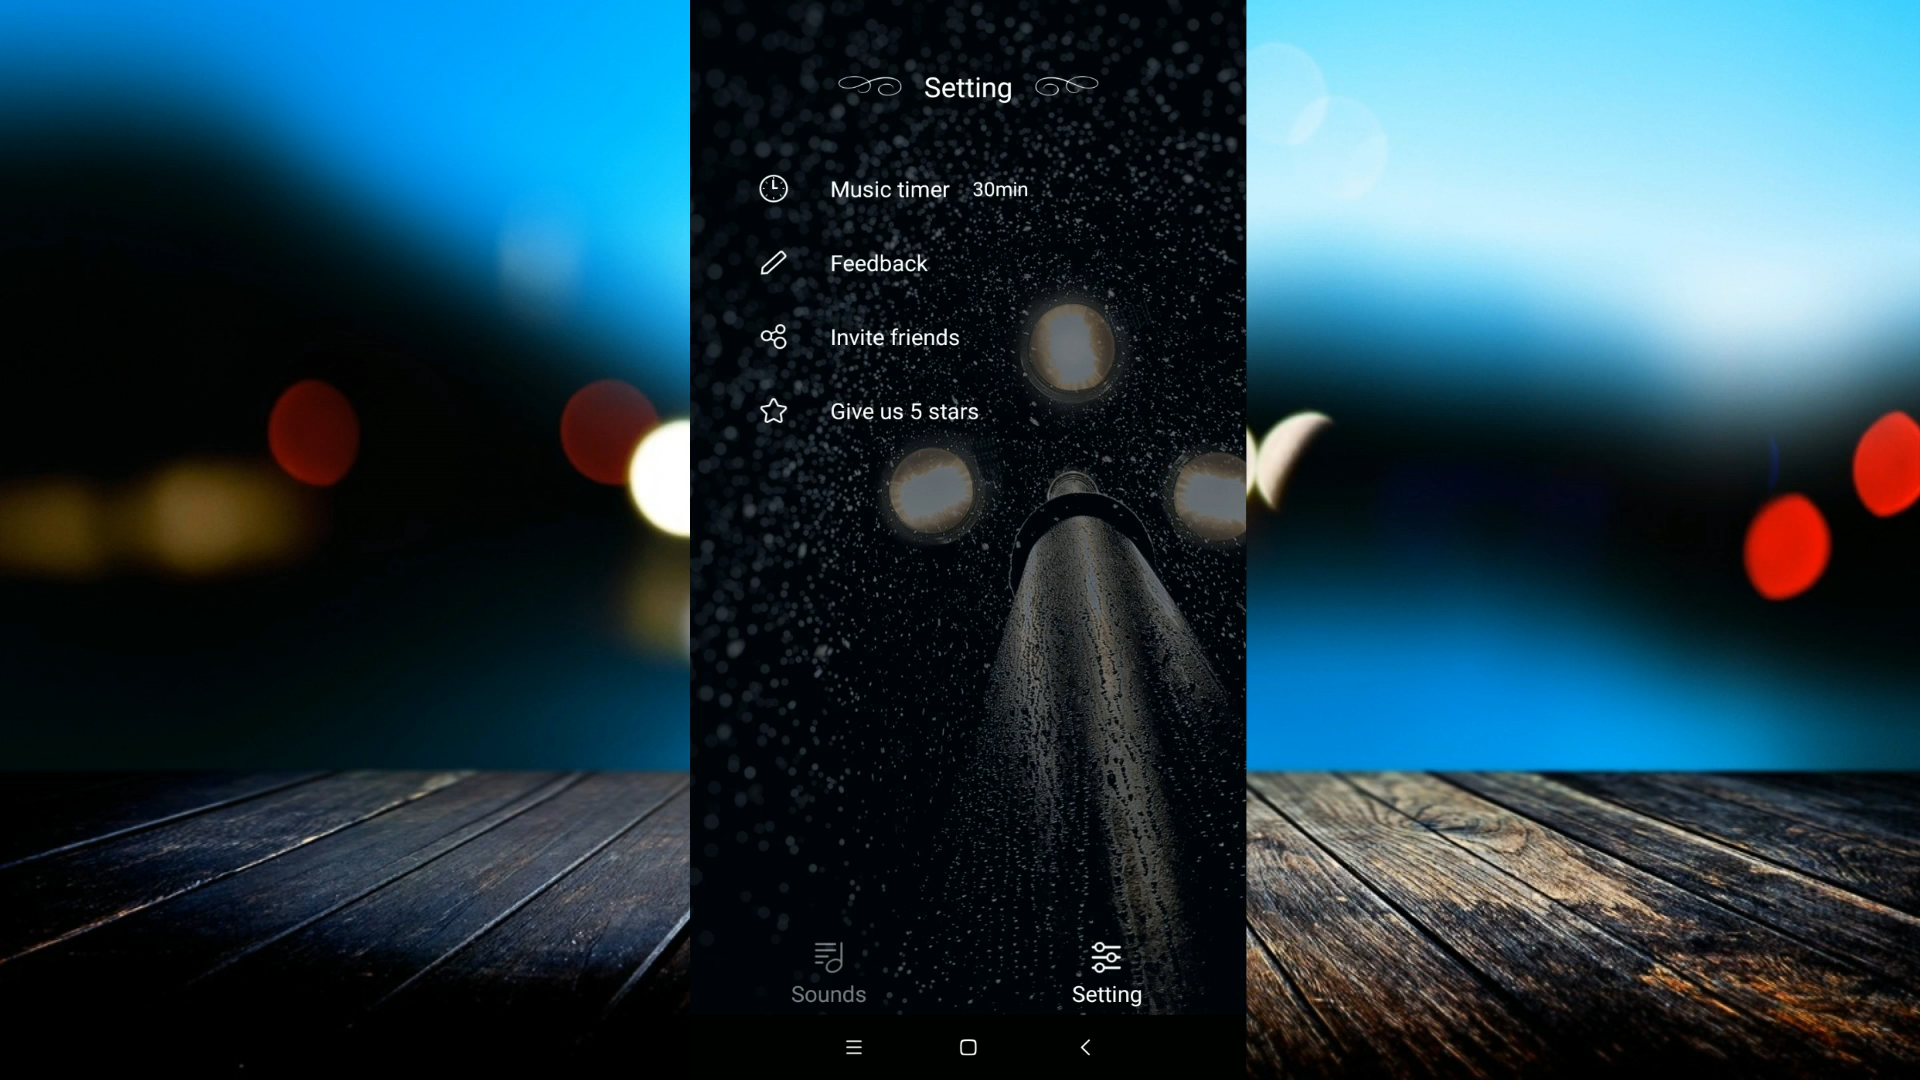 Setting
Music timer 30min
Feedback
Invite friends
Give us 5 stars
Sounds
Setting